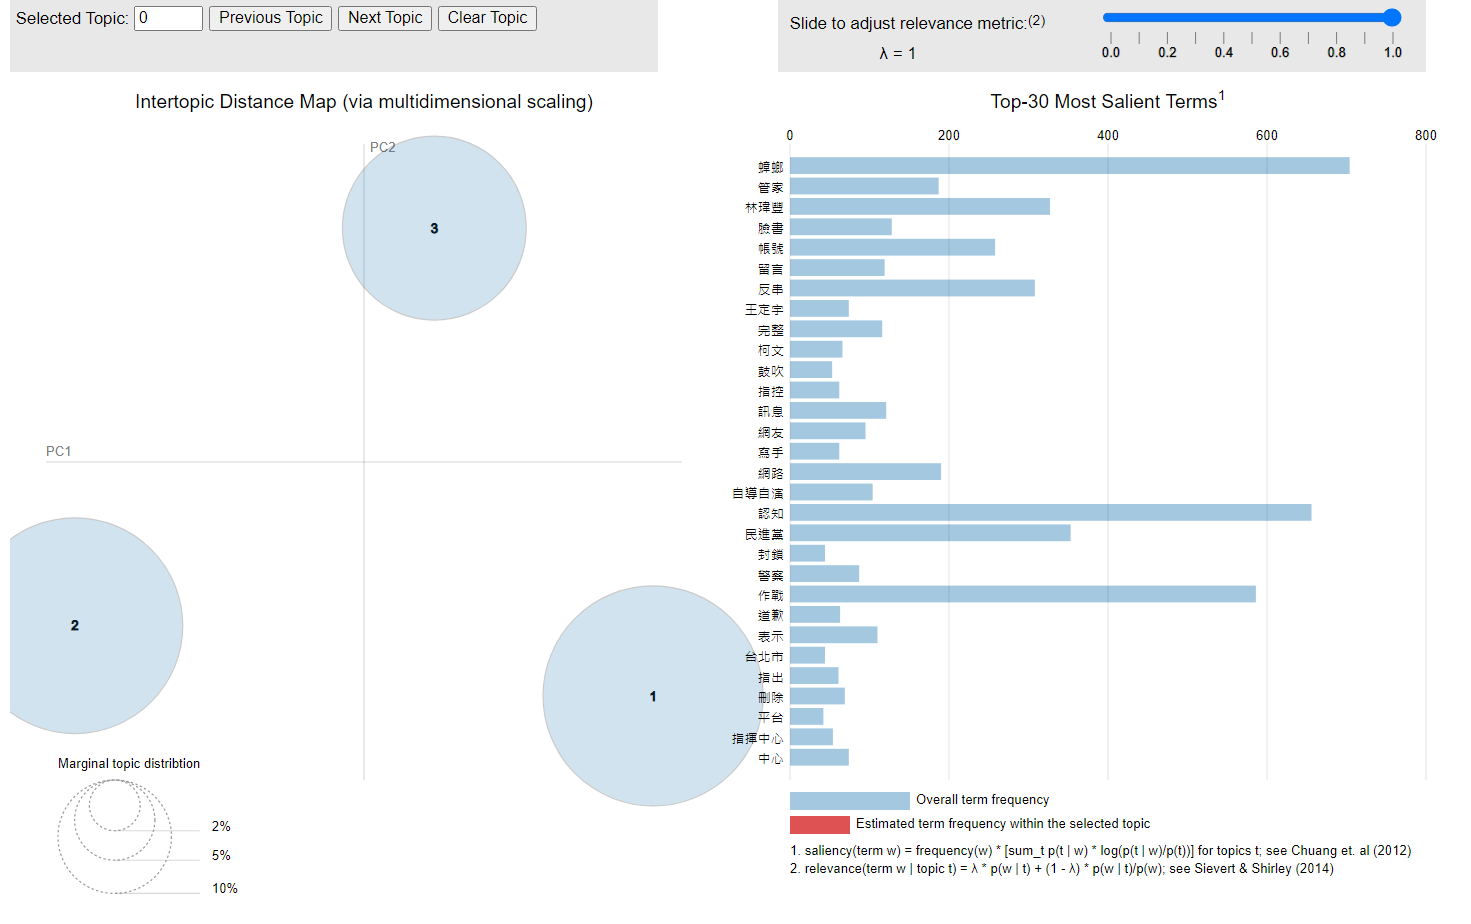 Selected Topic: 0 Previous Topic Next Topic Clear Topic
Slide to adjust relevance metric:(2)
λ = 1
0.0 0.2 0.4 0.6 0.8 1.0
Intertopic Distance Map (via multidimensional scaling)
PC2
PC1
3
2
1
Marginal topic distribtion
2%
5%
10%
Top-30 Most Salient Terms1
0 200 400 600 800
蟑螂
管家
林瑋豐
臉書
帳號
留言
反串
王定宇
完整
柯文
鼓吹
指控
訊息
網友
寫手
網路
自導自演
認知
民進黨
封鎖
警察
作戰
道歉
表示
台北市
指出
刪除
平台
指揮中心
中心
Overall term frequency
Estimated term frequency within the selected topic
1. saliency(term w) = frequency(w) * [sum_t p(t | w) * log(p(t | w)/p(t))] for topics t; see Chuang et. al (2012)
2. relevance(term w | topic t) = λ * p(w | t) + (1 - λ) * p(w | t)/p(w); see Sievert & Shirley (2014)